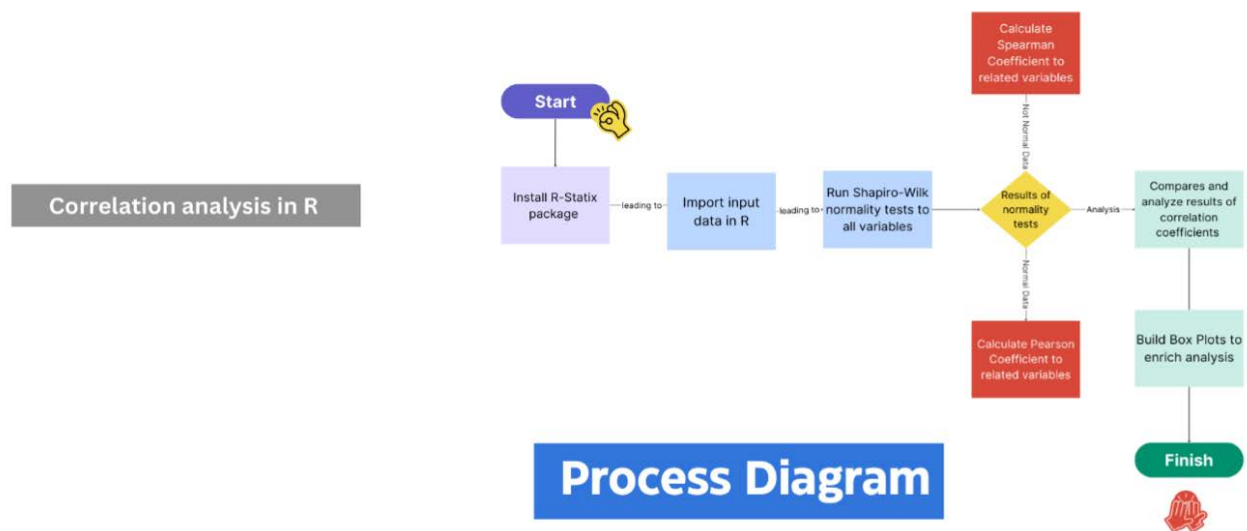 Correlation analysis in R
Start
Install R-Statix
package
leading to
Import input
data in R
leading to
Run Shapiro-Wilk
normality tests to
all variables
Results of
normality
tests
Not Normal Data
Calculate
Spearman
Coefficient to
related variables
Normal Data
Calculate Pearson
Coefficient to
related variables
Analysis
Compares and
analyze results of
correlation
coefficients
Build Box Plots to
enrich analysis
Finish
Process Diagram